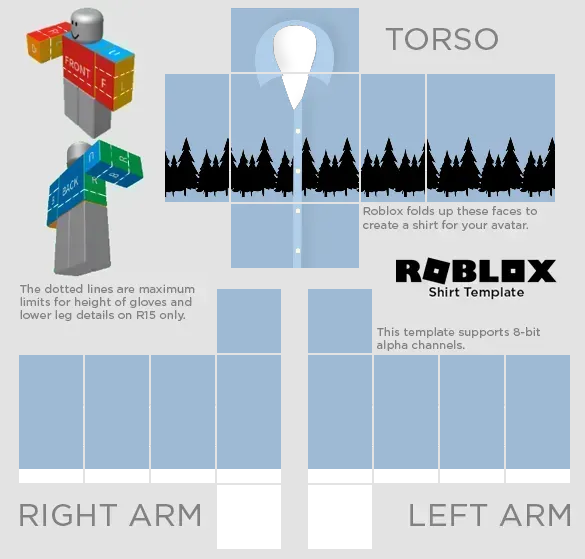 TORSO
FRONT
F
L
U
BACK
R
B
Roblox folds up these faces to
create a shirt for your avatar.
ROBLOX
Shirt Template
The dotted lines are maximum
limits for height of gloves and
lower leg details on R15 only.
This template supports 8-bit
alpha channels.
RIGHT ARM
LEFT ARM